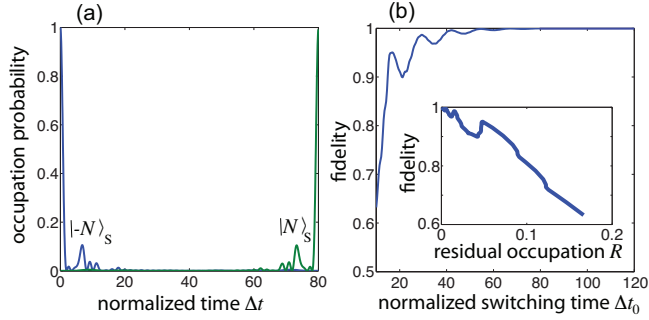 (a)
occupation probability
1
0.8
0.6
0.4
0.2
0
|-N⟩S
|N⟩S
0
20
40
60
80
normalized time Δt
(b)
fidelity
1
0.9
0.8
0.7
0.6
0.5
20
40
60
80
100
120
normalized switching time Δt0
fidelity
1
0.8
0.6
0
0.1
0.2
residual occupation R